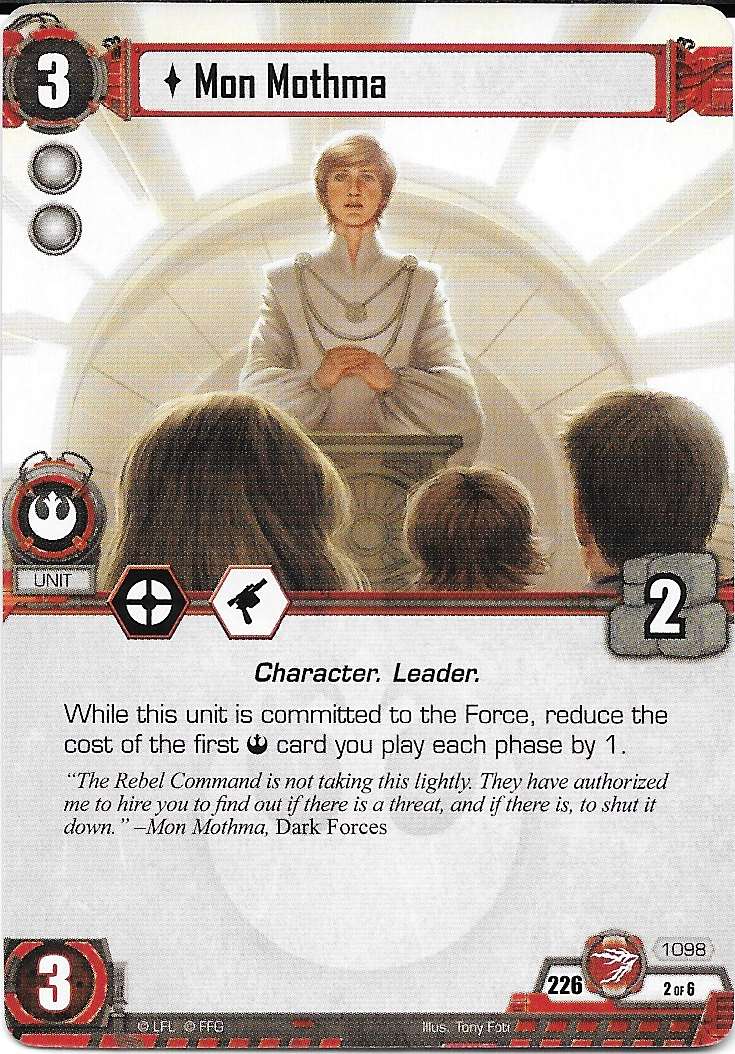 3
Mon Mothma
UNIT
2
Character. Leader.
While this unit is committed to the Force, reduce the
cost of the first card you play each phase by 1.
“The Rebel Command is not taking this lightly. They have authorized
me to hire you to find out if there is a threat, and if there is, to shut it
down.” –Mon Mothma, Dark Forces
3
1098
226
2 OF 6
© LFL © FFG
Illus. Tony Foti